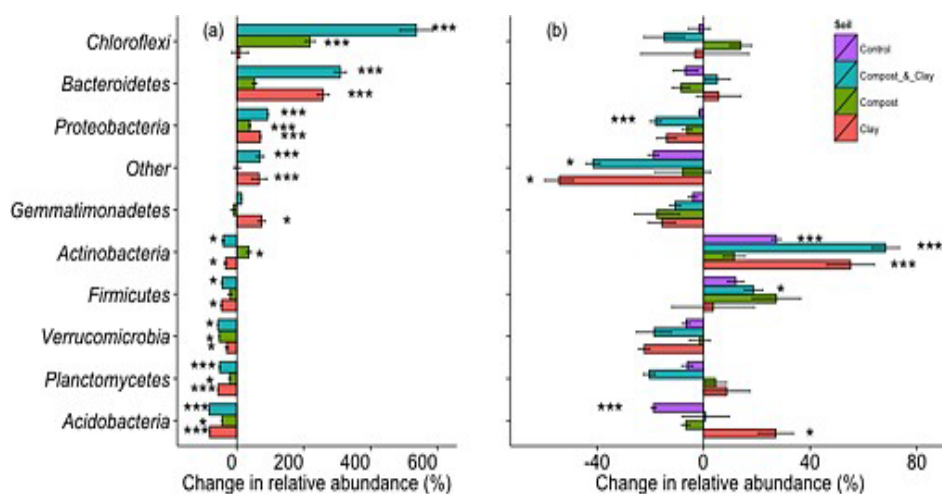 (a)
(b)
Soil
Control
Compost_&_Clay
Compost
Clay
Chloroflexi
***
***
Bacteroidetes
***
***
Proteobacteria
***
***
***
***
Other
***
***
*
*
Gemmatimonadetes
*
Actinobacteria
*
*
*
***
***
***
Firmicutes
*
*
*
Verrucomicrobia
*
*
*
Planctomycetes
***
*
***
Acidobacteria
***
*
***
***
*
0 200 400 600
-40 0 40 80
Change in relative abundance (%)
Change in relative abundance (%)